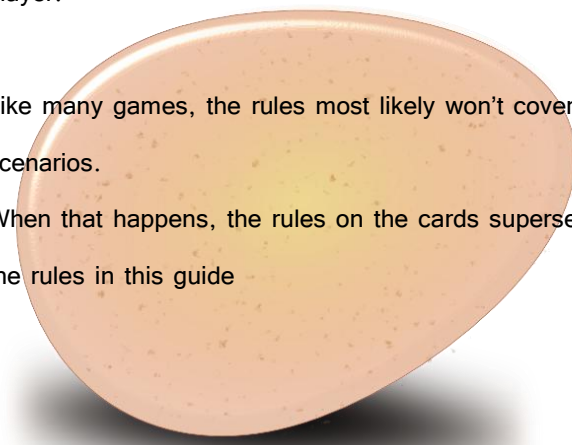 layer.
ike many games, the rules most likely won't cover
cenarios.
When that happens, the rules on the cards superse
he rules in this guide